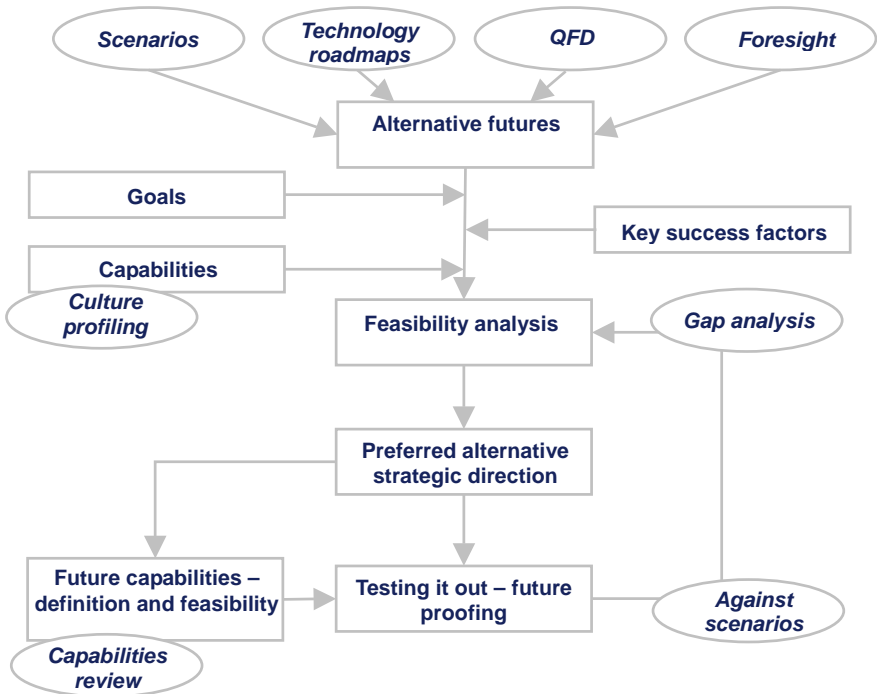 Scenarios
Technology
roadmaps
QFD
Foresight
Alternative futures
Goals
Key success factors
Capabilities
Culture
profiling
Feasibility analysis
Gap analysis
Preferred alternative
strategic direction
Future capabilities –
definition and feasibility
Testing it out – future
proofing
Against
scenarios
Capabilities
review